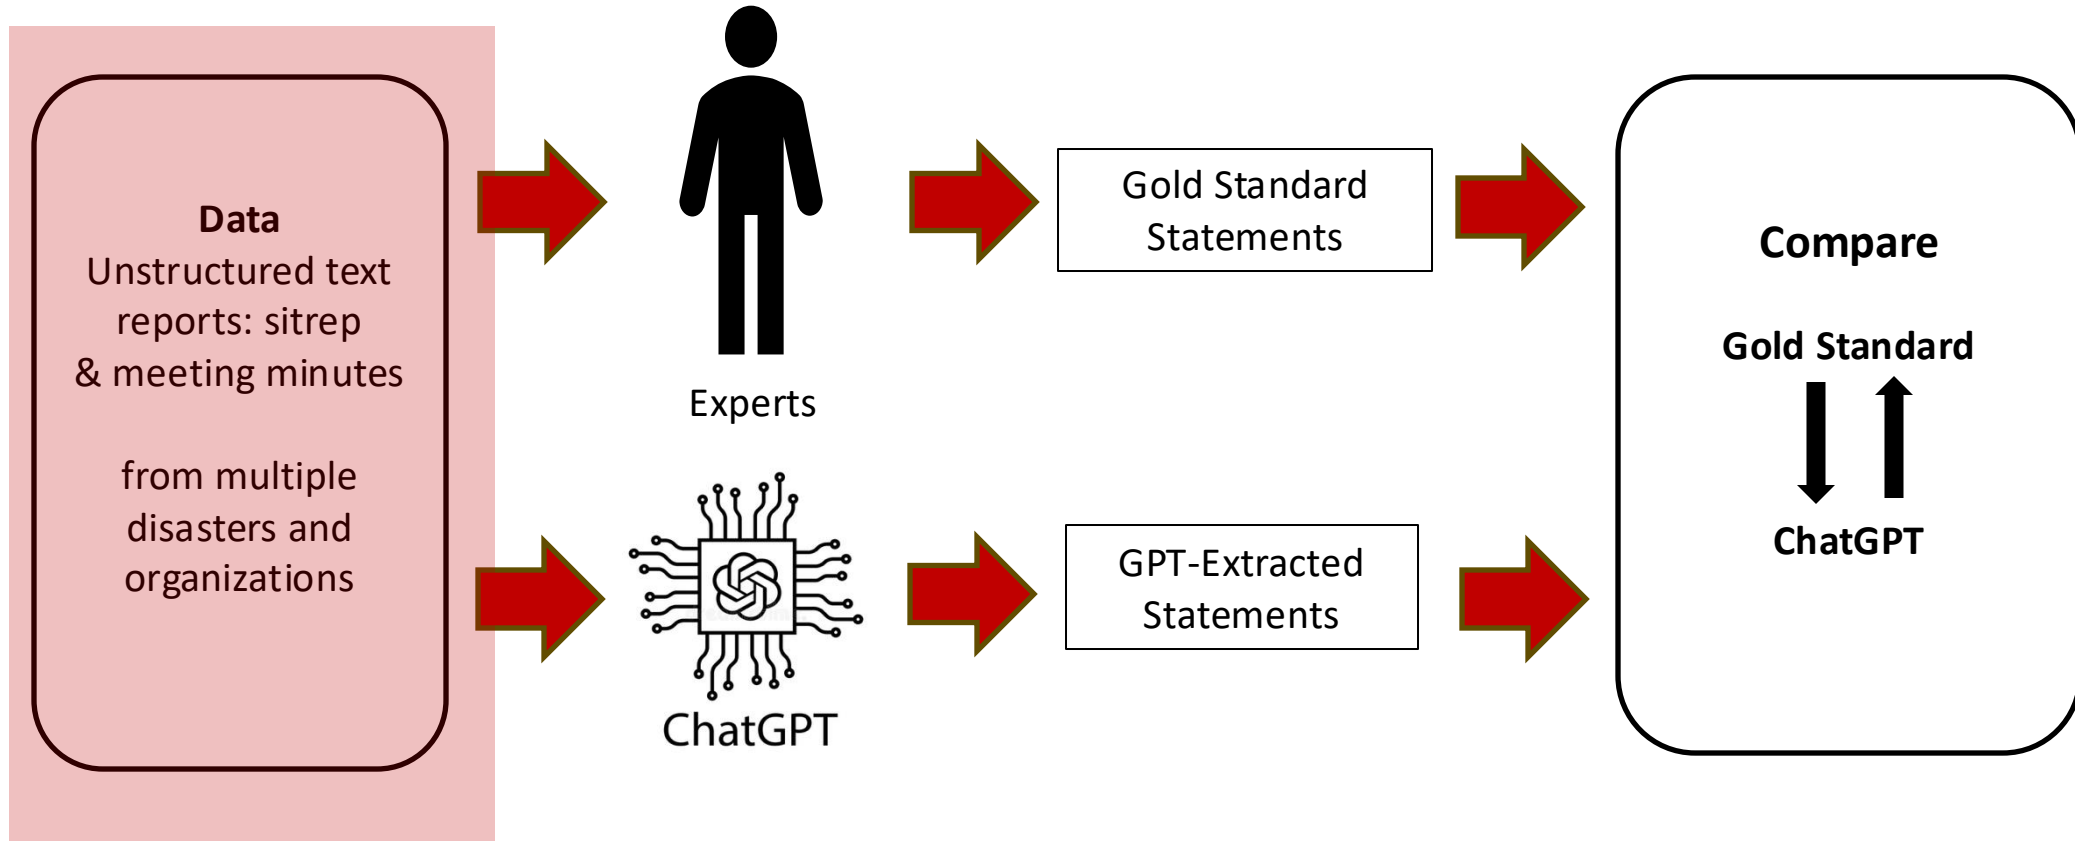 Data
Unstructured text
reports: sitrep
& meeting minutes
from multiple
disasters and
organizations
Experts
ChatGPT
Gold Standard
Statements
GPT-Extracted
Statements
Compare
Gold Standard
ChatGPT